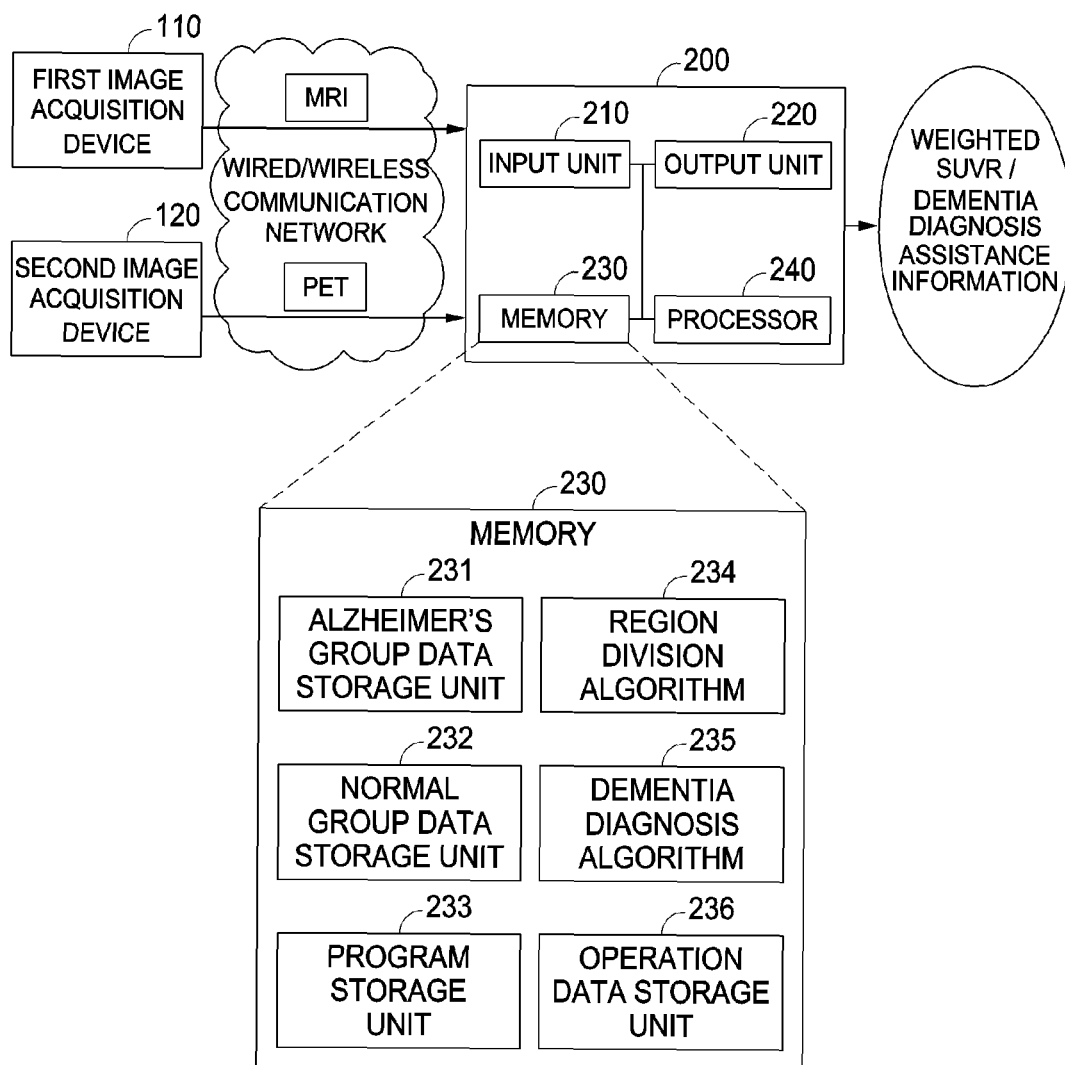 110
FIRST IMAGE
ACQUISITION
DEVICE
120
SECOND IMAGE
ACQUISITION
DEVICE
MRI
WIRED/WIRELESS
COMMUNICATION
NETWORK
PET
200
210
INPUT UNIT
220
OUTPUT UNIT
230
MEMORY
240
PROCESSOR
WEIGHTED
SUVR /
DEMENTIA
DIAGNOSIS
ASSISTANCE
INFORMATION
230
MEMORY
231
ALZHEIMER'S
GROUP DATA
STORAGE UNIT
234
REGION
DIVISION
ALGORITHM
232
NORMAL
GROUP DATA
STORAGE UNIT
235
DEMENTIA
DIAGNOSIS
ALGORITHM
233
PROGRAM
STORAGE
UNIT
236
OPERATION
DATA STORAGE
UNIT